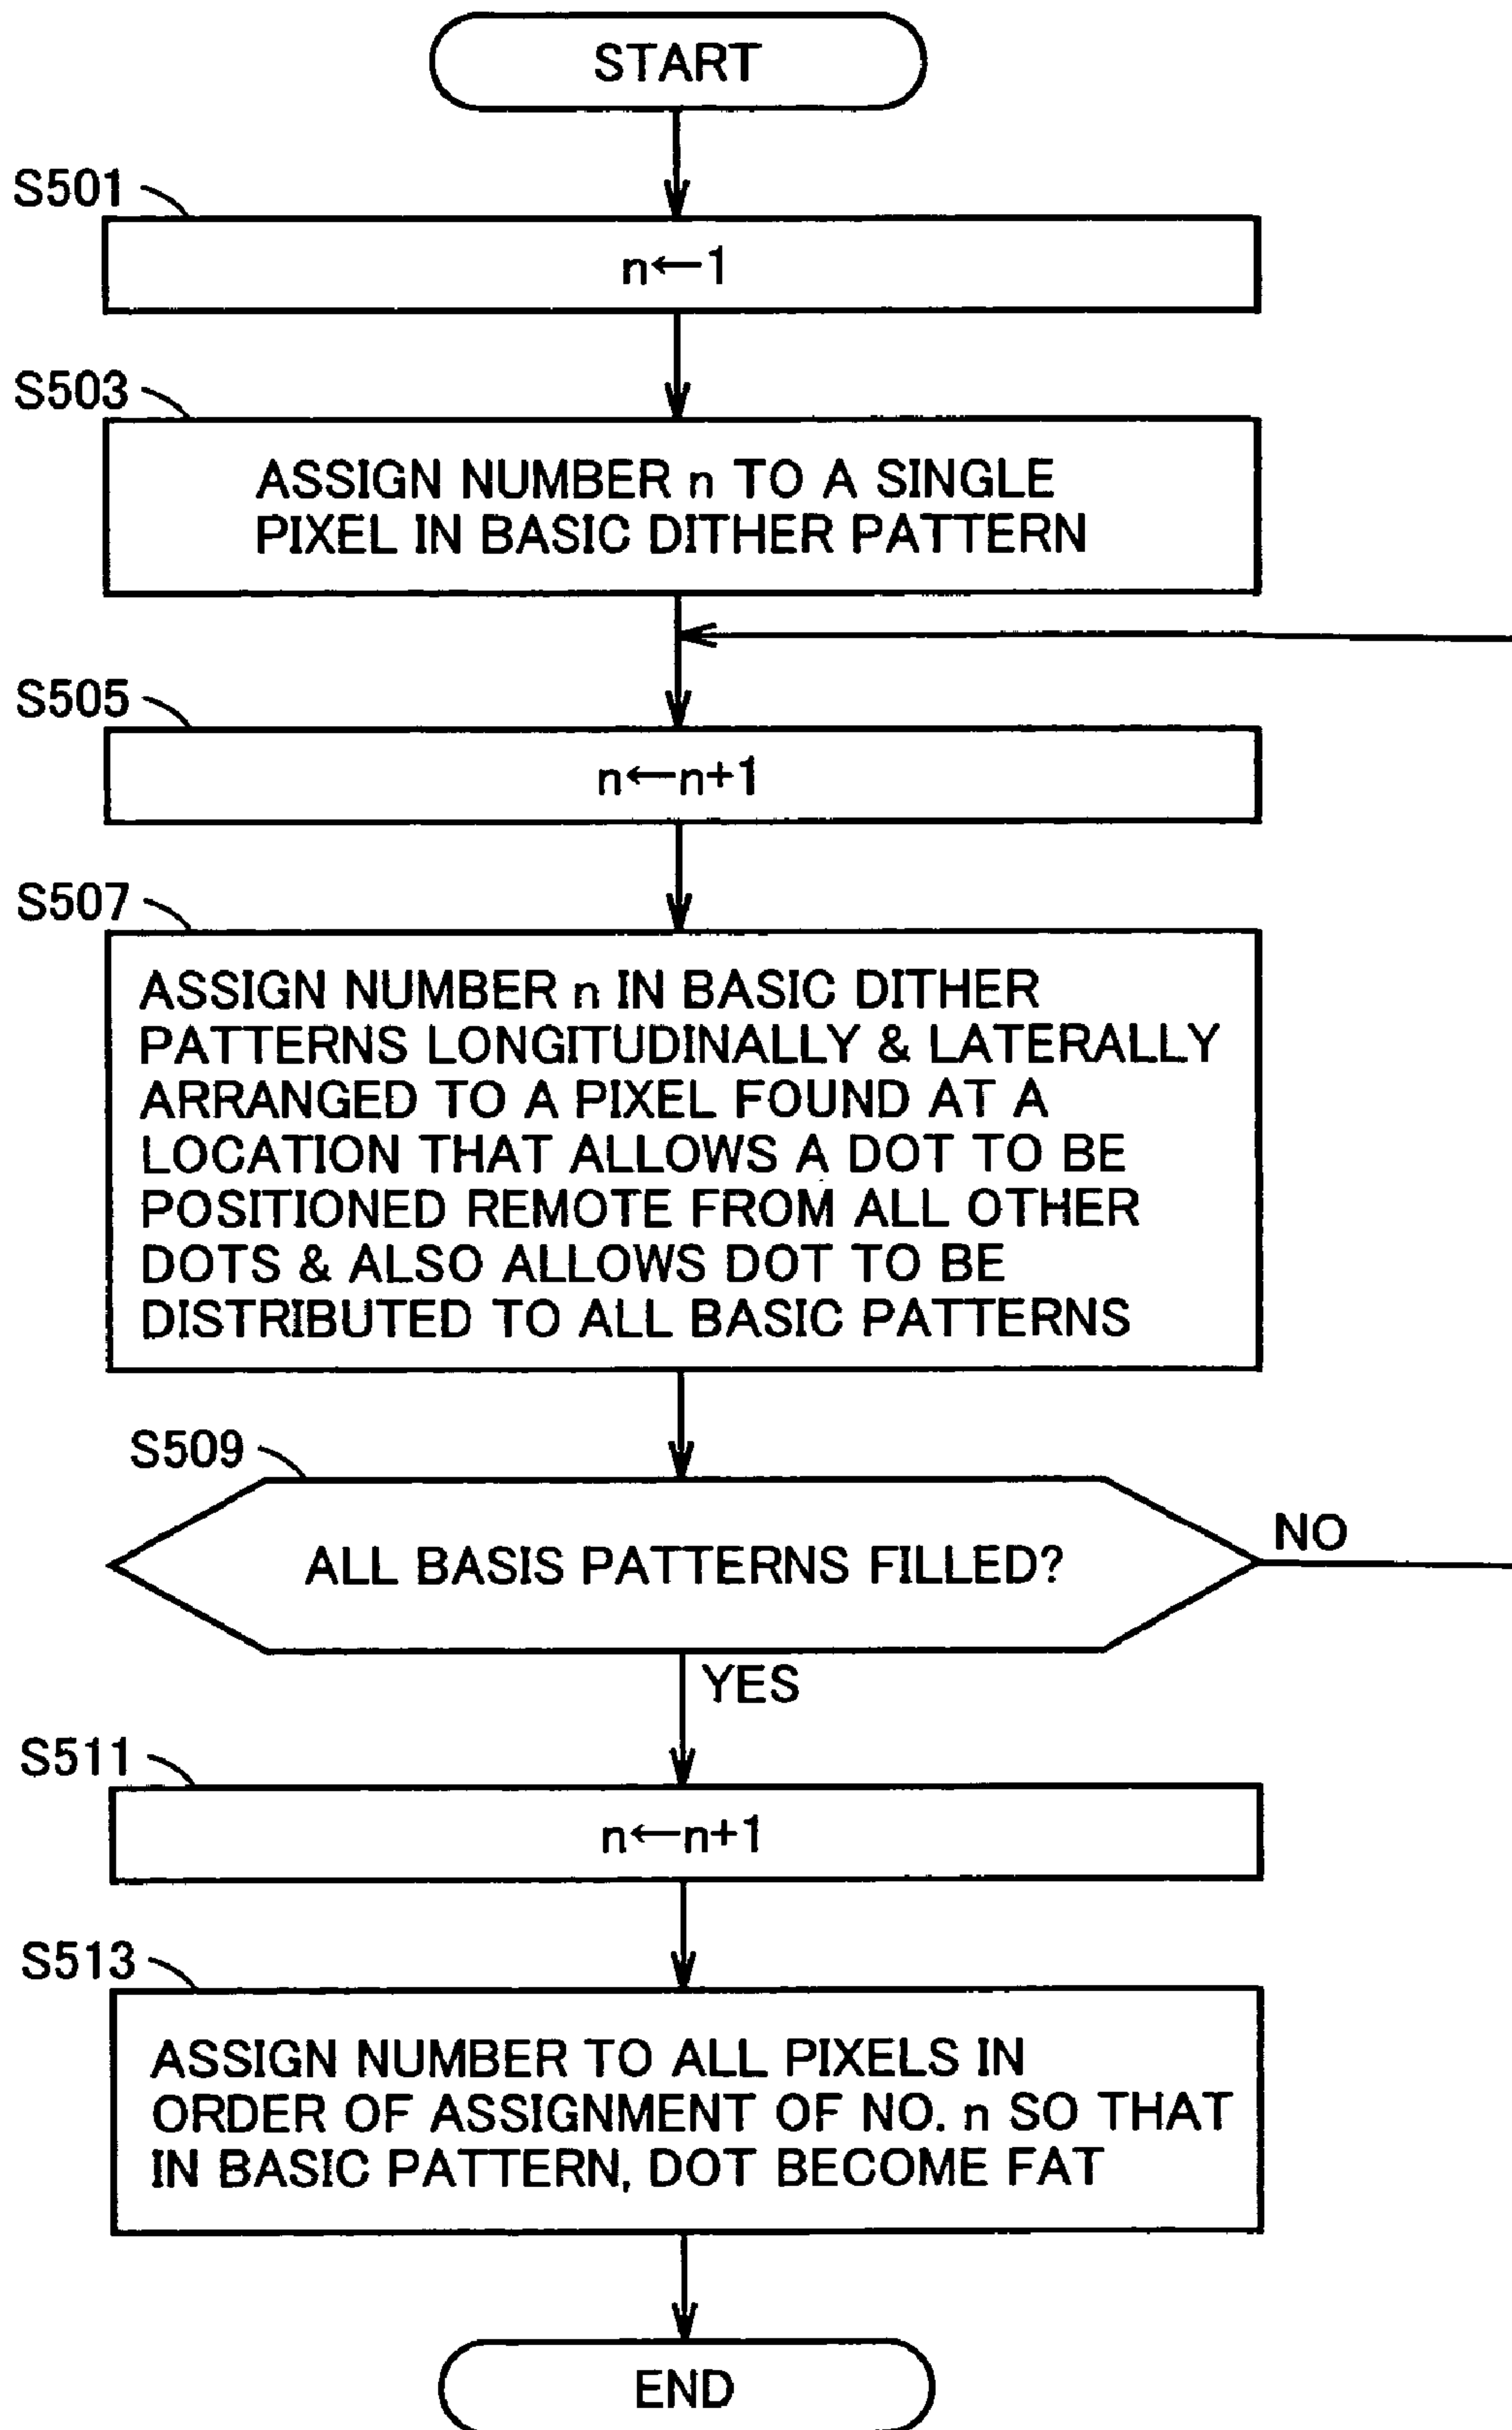 START
S501
n←1
S503
ASSIGN NUMBER n TO A SINGLE
PIXEL IN BASIC DITHER PATTERN
S505
n←n+1
S507
ASSIGN NUMBER n IN BASIC DITHER
PATTERNS LONGITUDINALLY & LATERALLY
ARRANGED TO A PIXEL FOUND AT A
LOCATION THAT ALLOWS A DOT TO BE
POSITIONED REMOTE FROM ALL OTHER
DOTS & ALSO ALLOWS DOT TO BE
DISTRIBUTED TO ALL BASIC PATTERNS
S509
ALL BASIS PATTERNS FILLED?
NO
YES
S511
n←n+1
S513
ASSIGN NUMBER TO ALL PIXELS IN
ORDER OF ASSIGNMENT OF NO. n SO THAT
IN BASIC PATTERN, DOT BECOME FAT
END